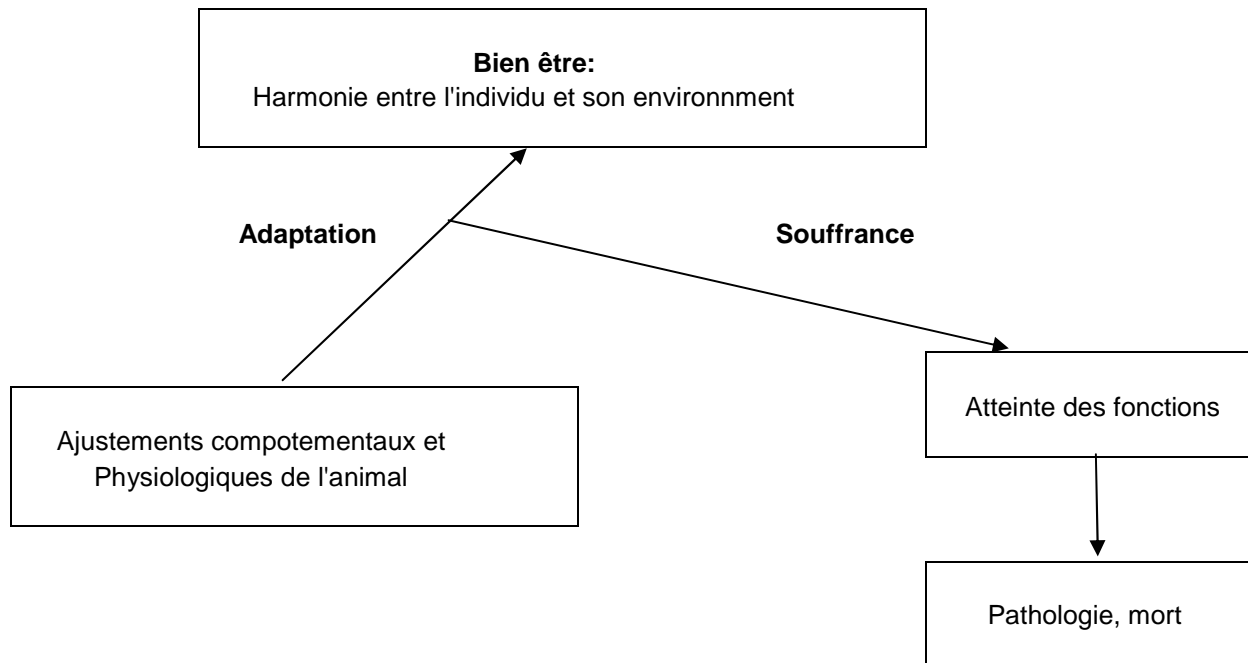 Bien être:
Harmonie entre l'individu et son environnment
Adaptation
Souffrance
Ajustements compotementaux et
Physiologiques de l'animal
Atteinte des fonctions
Pathologie, mort